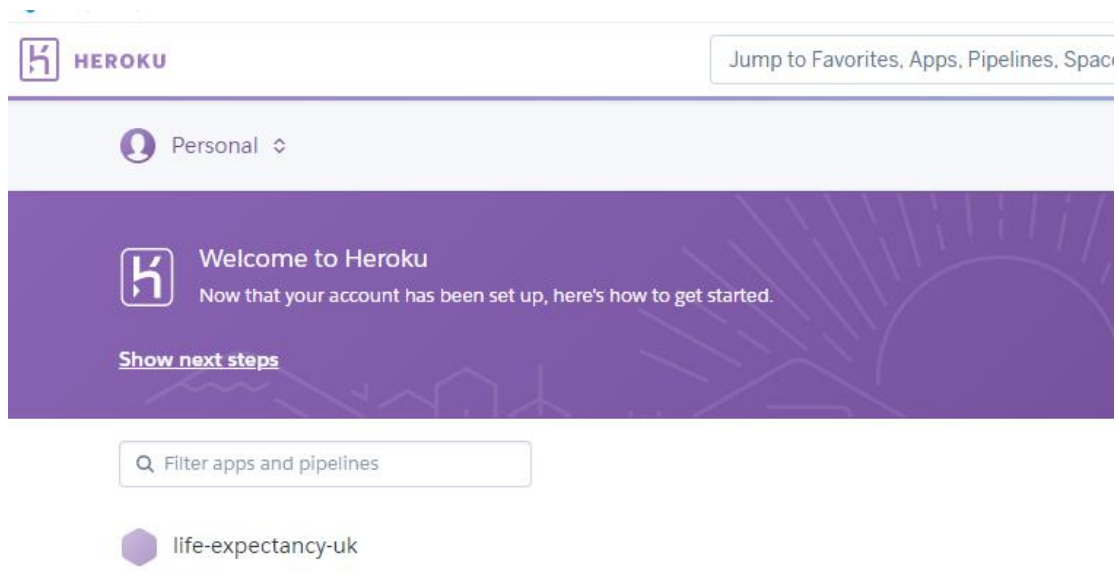 HEROKU
Jump to Favorites, Apps, Pipelines, Space
Personal
Welcome to Heroku
Now that your account has been set up, here's how to get started.
Show next steps
Filter apps and pipelines
life-expectancy-uk